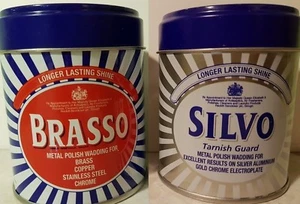 LONGER LASTING SHINE
BRASSO
METAL POLISH WADDING FOR
BRASS
COPPER
STAINLESS STEEL
CHROME
LONGER LASTING SHINE
SILVO
Tarnish Guard
METAL POLISH WADDING FOR
EXCELLENT RESULTS ON SILVER ALUMINIUM
GOLD CHROME ELECTROPLATE